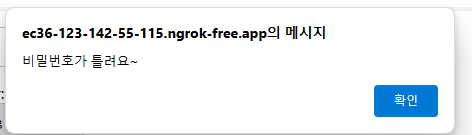 ec36-123-142-55-115.ngrok-free.app의 메시지
비밀번호가 틀려요~
확인